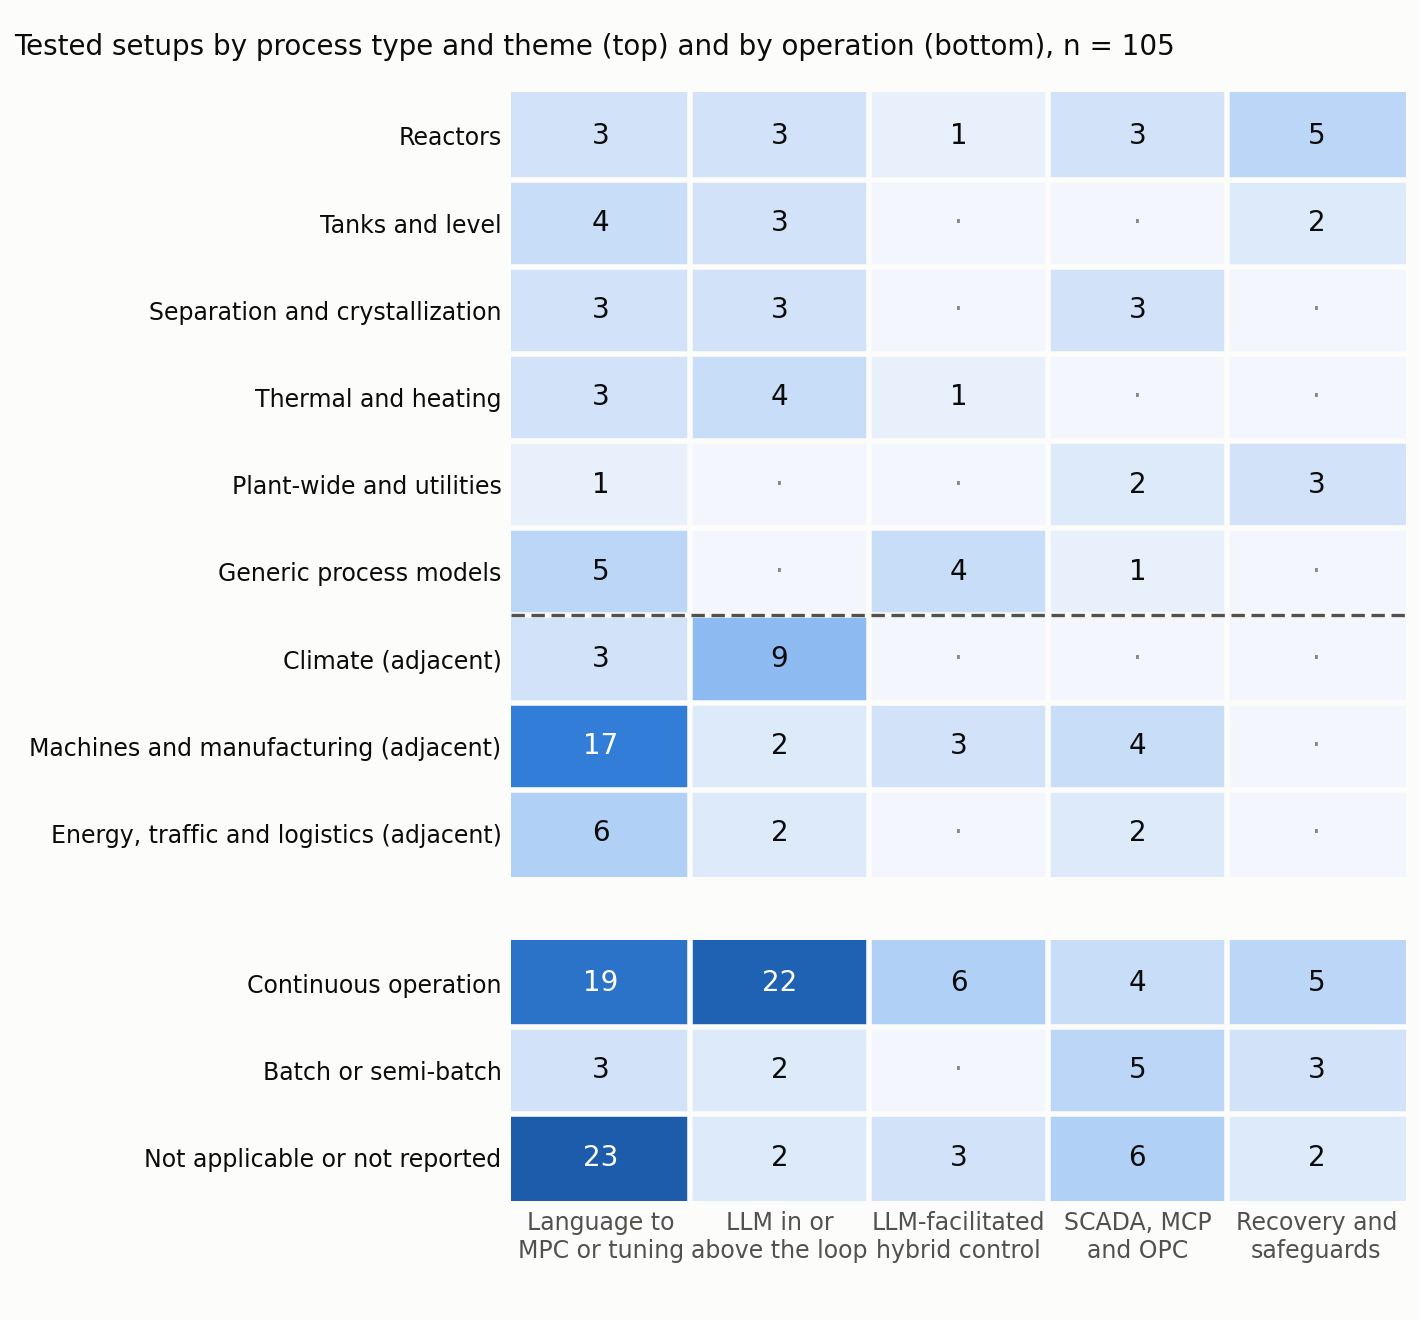 Tested setups by process type and theme (top) and by operation (bottom), n = 105
Reactors 3 3 1 3 5
Tanks and level 4 3 · · 2
Separation and crystallization 3 3 · 3 ·
Thermal and heating 3 4 1 · ·
Plant-wide and utilities 1 · · 2 3
Generic process models 5 · 4 1 ·
Climate (adjacent) 3 9 · · ·
Machines and manufacturing (adjacent) 17 2 3 4 ·
Energy, traffic and logistics (adjacent) 6 2 · 2 ·
Continuous operation 19 22 6 4 5
Batch or semi-batch 3 2 · 5 3
Not applicable or not reported 23 2 3 6 2
Language to LLM in or LLM-facilitated SCADA, MCP Recovery and
MPC or tuning above the loop hybrid control and OPC safeguards